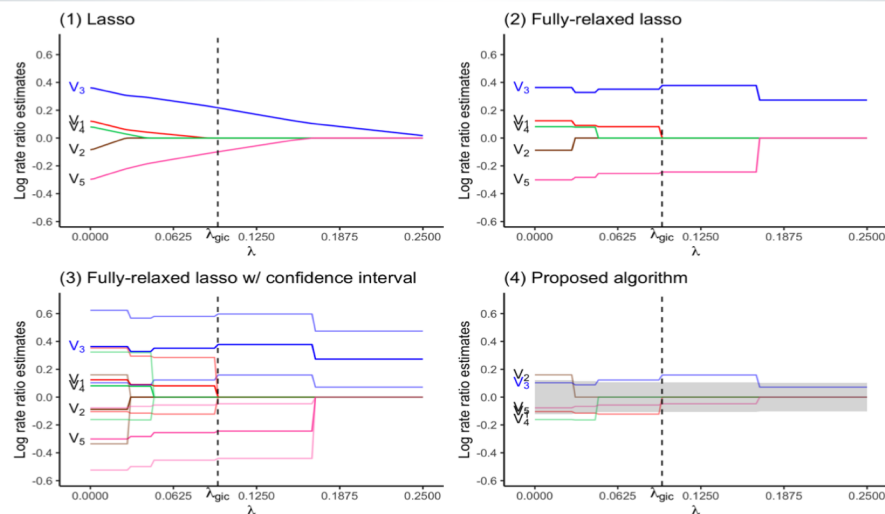 (1) Lasso
Log rate ratio estimates
0.6
0.4
0.2
0.0
-0.2
-0.4
-0.6
V3
V1
V4
V2
V5
0.0000 0.0625 λgic 0.1250 0.1875 0.2500
λ
(2) Fully-relaxed lasso
Log rate ratio estimates
0.6
0.4
0.2
0.0
-0.2
-0.4
-0.6
V3
V1
V4
V2
V5
0.0000 0.0625 λgic 0.1250 0.1875 0.2500
λ
(3) Fully-relaxed lasso w/ confidence interval
Log rate ratio estimates
0.6
0.4
0.2
0.0
-0.2
-0.4
-0.6
V3
V1
V4
V2
V5
0.0000 0.0625 λgic 0.1250 0.1875 0.2500
λ
(4) Proposed algorithm
Log rate ratio estimates
0.6
0.4
0.2
0.0
-0.2
-0.4
-0.6
V2
V3
V5
V1
V4
0.0000 0.0625 λgic 0.1250 0.1875 0.2500
λ